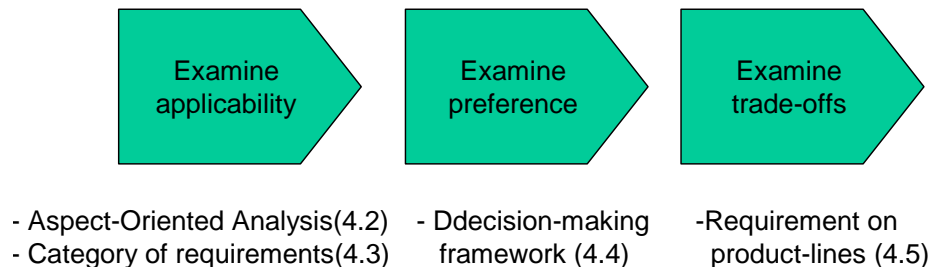 Examine
applicability
Examine
preference
Examine
trade-offs
- Aspect-Oriented Analysis(4.2)
- Category of requirements(4.3)
- Ddecision-making
framework (4.4)
-Requirement on
product-lines (4.5)